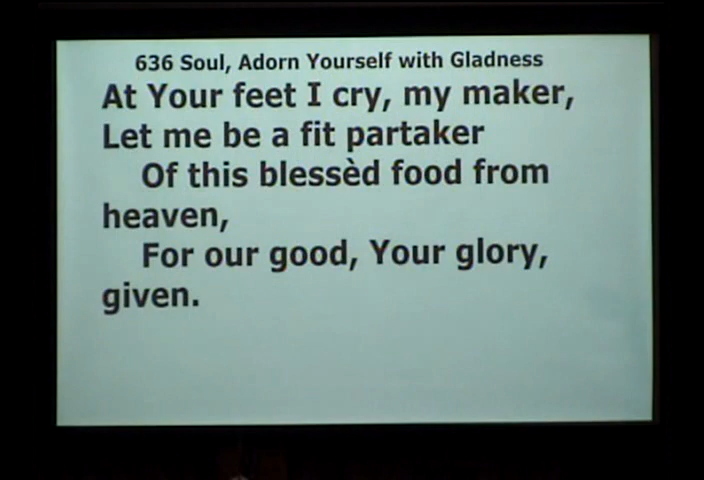 636 Soul, Adorn Yourself with Gladness
At Your feet I cry, my maker,
Let me be a fit partaker
Of this blessèd food from
heaven,
For our good, Your glory,
given.